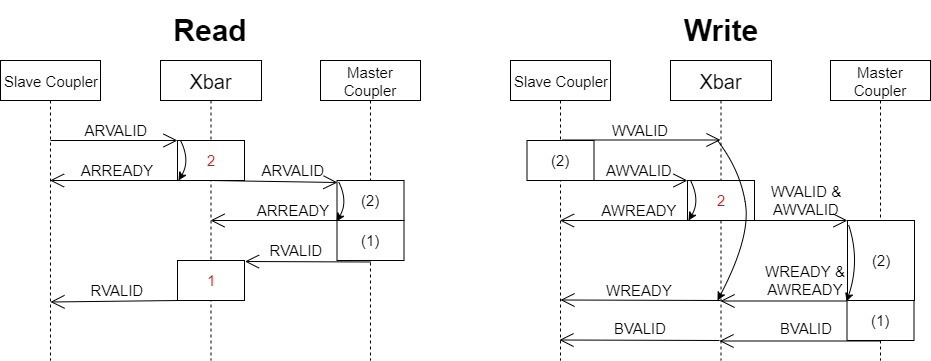 Read
Slave Coupler
Xbar
Master
Coupler
ARVALID
2
ARREADY
ARVALID
(2)
ARREADY
(1)
RVALID
1
RVALID
Write
Slave Coupler
Xbar
Master
Coupler
WVALID
(2)
AWVALID
2
AWREADY
WVALID &
AWVALID
(2)
WREADY &
AWREADY
WREADY
(1)
BVALID
BVALID